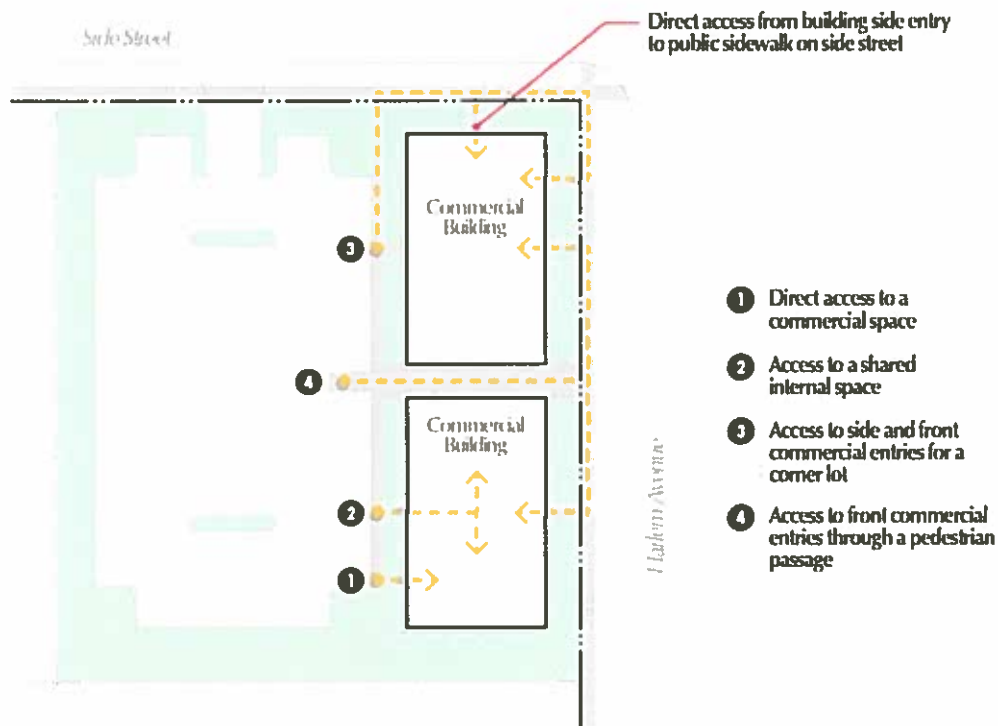 Direct access from building side entry
to public sidewalk on side street
Side Street
Commercial
Building
3
1 Direct access to a
commercial space
4
2 Access to a shared
internal space
Commercial
Building
3 Access to side and front
commercial entries for a
corner lot
Harlem Avenue
2
4 Access to front commercial
entries through a pedestrian
passage
1